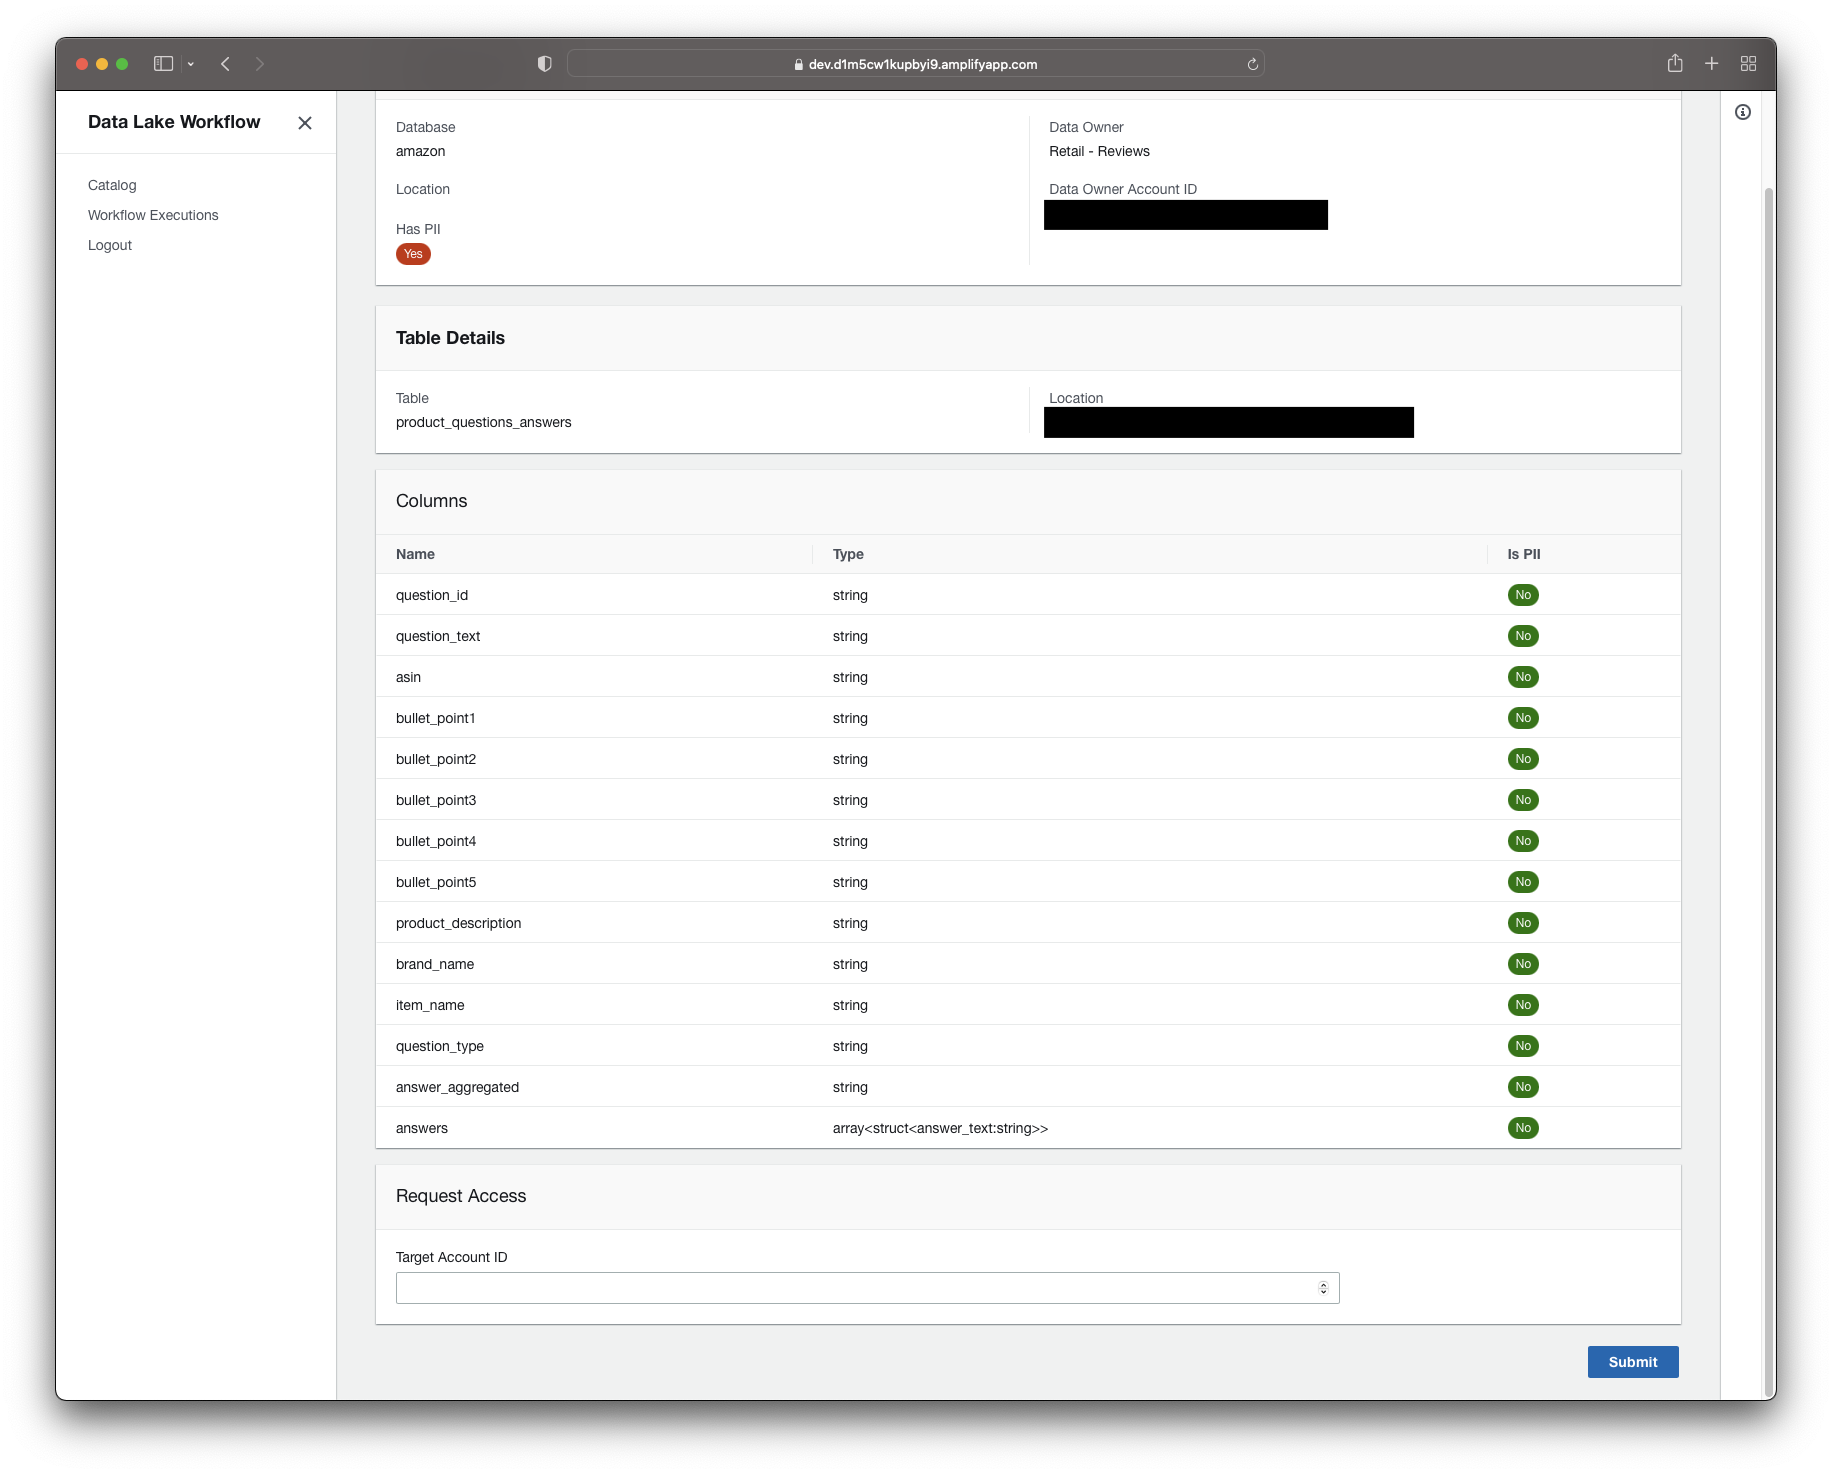 dev.d1m5cw1kupbyi9.amplifyapp.com
Data Lake Workflow
Catalog
Workflow Executions
Logout
Database
amazon
Location
Has PII
Yes
Data Owner
Retail - Reviews
Data Owner Account ID
Table Details
Table
product_questions_answers
Location
Columns
Name Type Is PII
question_id string No
question_text string No
asin string No
bullet_point1 string No
bullet_point2 string No
bullet_point3 string No
bullet_point4 string No
bullet_point5 string No
product_description string No
brand_name string No
item_name string No
question_type string No
answer_aggregated string No
answers array<struct<answer_text:string>> No
Request Access
Target Account ID
Submit